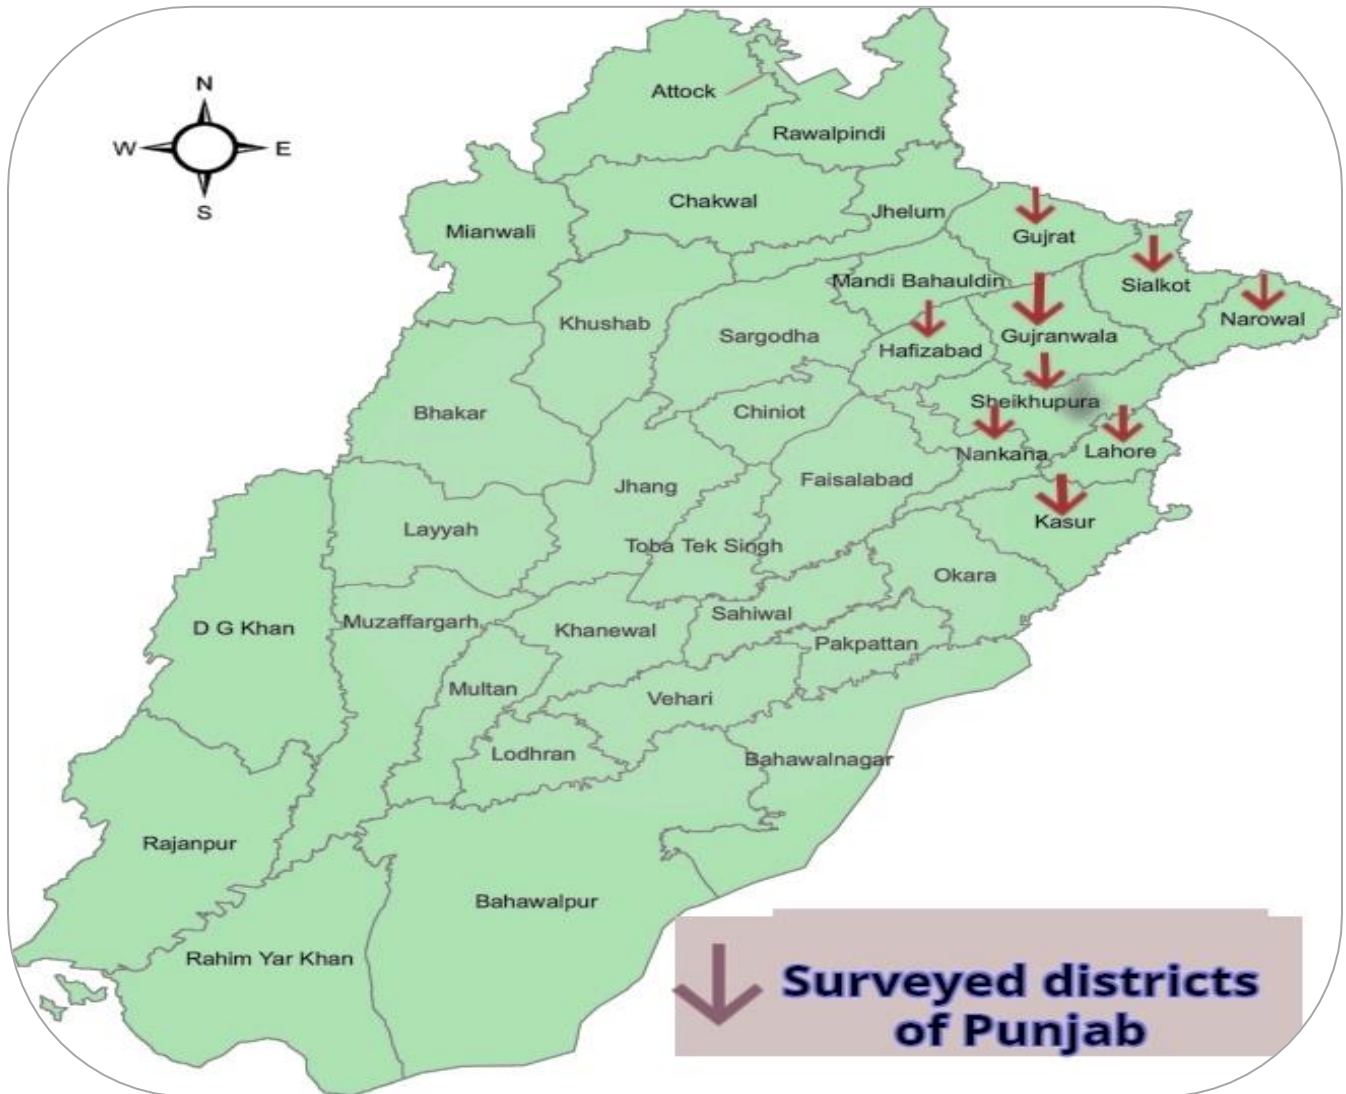 N
W E
S
Attock
Rawalpindi
Chakwal
Jhelum
Mianwali
Gujrat
Mandi Bahauldin
Sialkot
Khushab
Sargodha
Hafizabad
Gujranwala
Narowal
Bhakar
Chiniot
Sheikhupura
Nankana
Lahore
Jhang
Faisalabad
Layyah
Toba Tek Singh
Kasur
Okara
D G Khan
Muzaffargarh
Khanewal
Sahiwal
Pakpattan
Multan
Vehari
Lodhran
Bahawalnagar
Rajanpur
Bahawalpur
Rahim Yar Khan
Surveyed districts
of Punjab